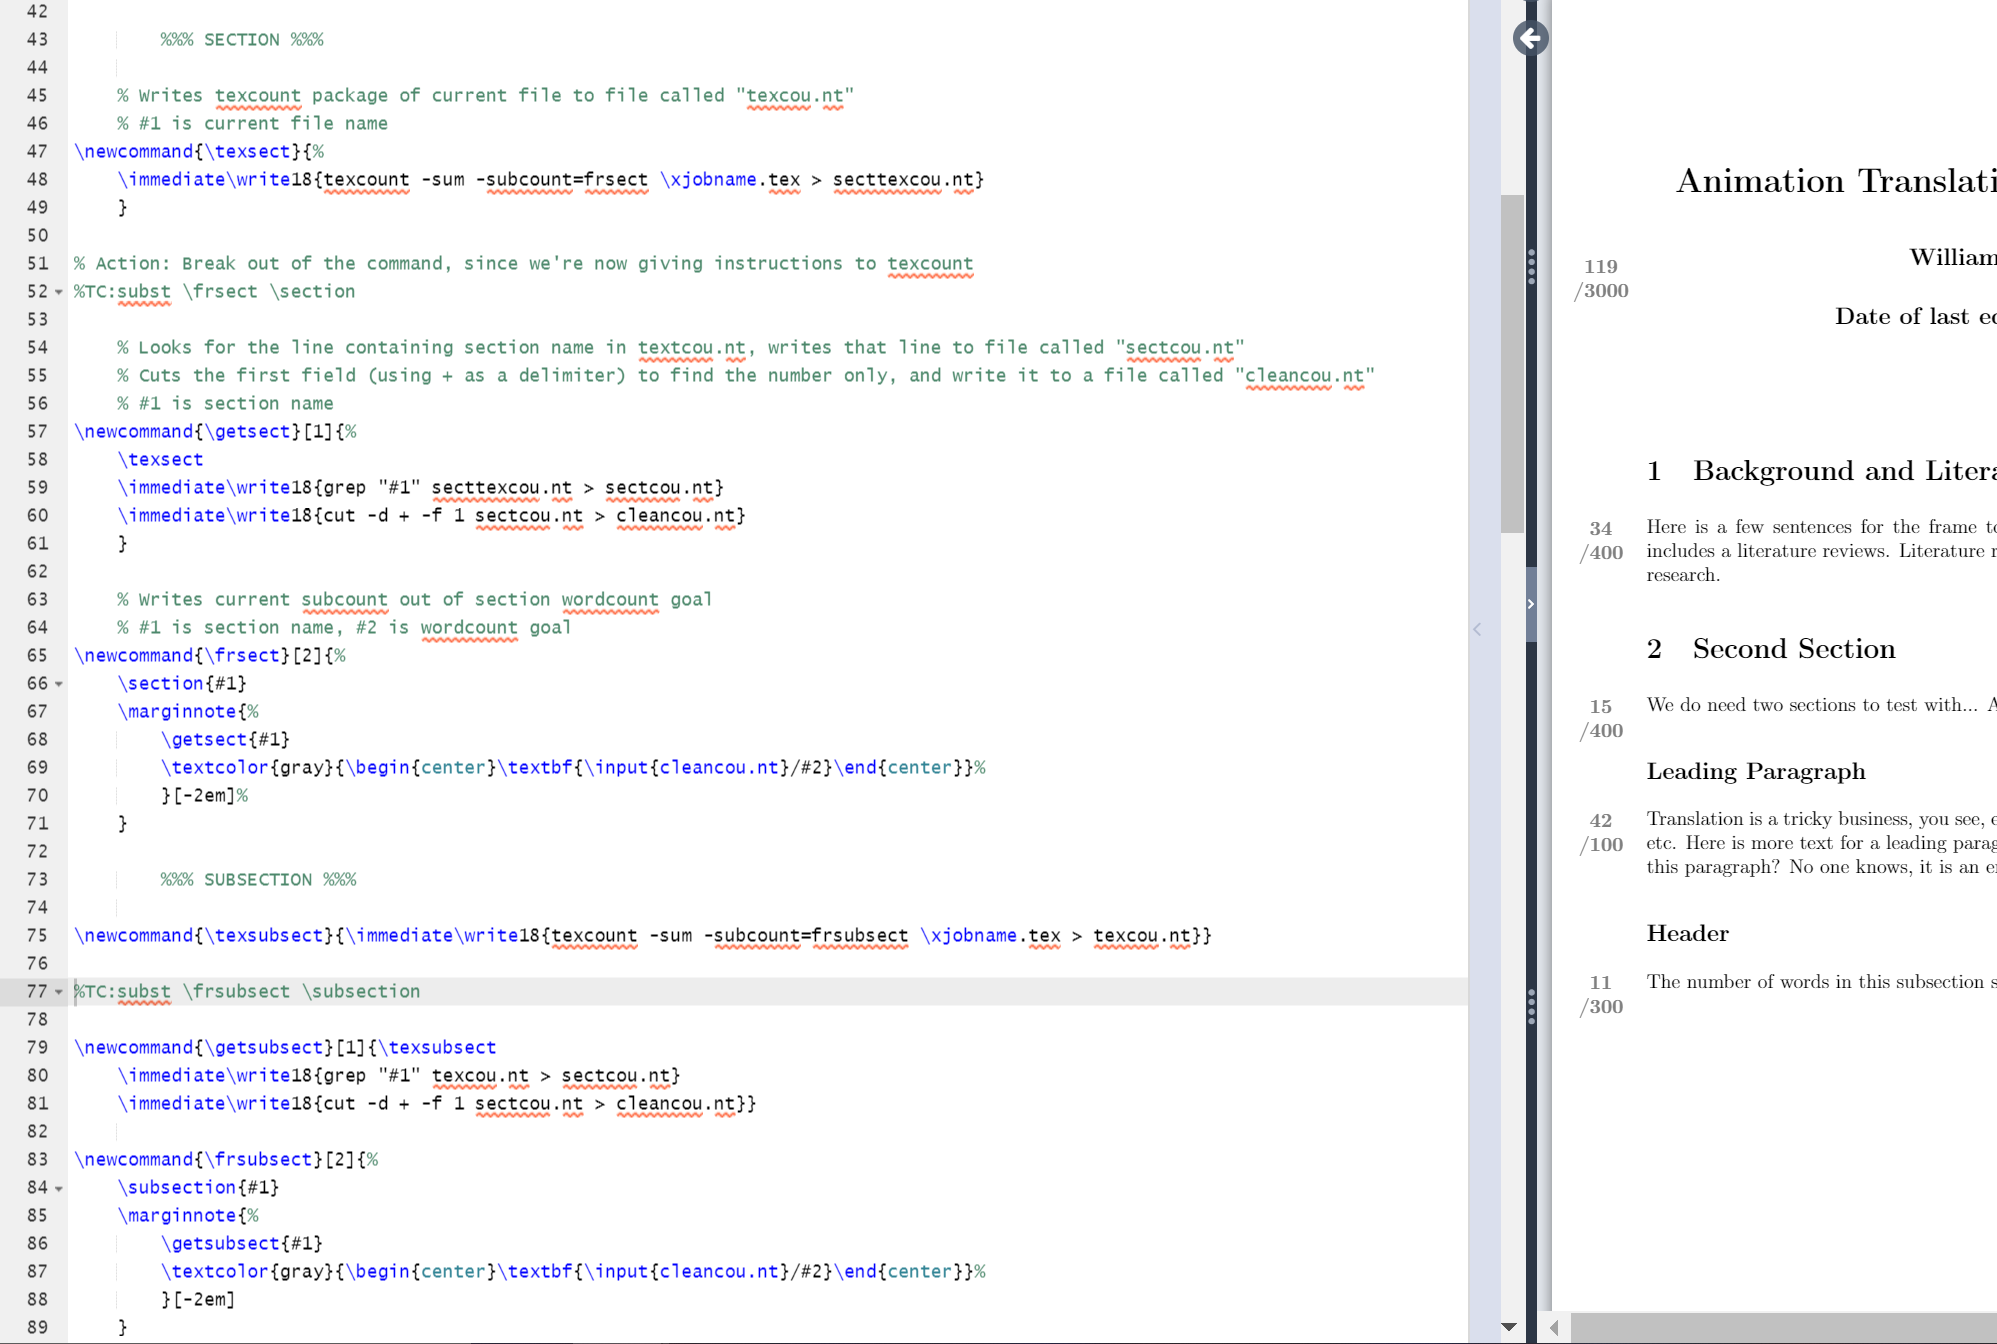 42
43 %%% SECTION %%%
44
45 % Writes texcount package of current file to file called "texcou.nt"
46 % #1 is current file name
47 \newcommand{\texsect}{%
48 \immediate\write18{texcount -sum -subcount=frsect \xjobname.tex > secttexcou.nt}
49 }
50
51 % Action: Break out of the command, since we're now giving instructions to texcount
52 %TC:subst \frsect \section
53
54 % Looks for the line containing section name in textcou.nt, writes that line to file called "sectcou.nt"
55 % Cuts the first field (using + as a delimiter) to find the number only, and write it to a file called "cleancou.nt"
56 % #1 is section name
57 \newcommand{\getsect}[1]{%
58 \texsect
59 \immediate\write18{grep "#1" secttexcou.nt > sectcou.nt}
60 \immediate\write18{cut -d + -f 1 sectcou.nt > cleancou.nt}
61 }
62
63 % Writes current subcount out of section wordcount goal
64 % #1 is section name, #2 is wordcount goal
65 \newcommand{\frsect}[2]{%
66 \section{#1}
67 \marginnote{%
68 \getsect{#1}
69 \textcolor{gray}{\begin{center}\textbf{\input{cleancou.nt}/#2}\end{center}}%
70 }[-2em]%
71 }
72
73 %%% SUBSECTION %%%
74
75 \newcommand{\texsubsect}{\immediate\write18{texcount -sum -subcount=frsubsect \xjobname.tex > texcou.nt}}
76
77 %TC:subst \frsubsect \subsection
78
79 \newcommand{\getsubsect}[1]{\texsubsect
80 \immediate\write18{grep "#1" texcou.nt > sectcou.nt}
81 \immediate\write18{cut -d + -f 1 sectcou.nt > cleancou.nt}}
82
83 \newcommand{\frsubsect}[2]{%
84 \subsection{#1}
85 \marginnote{%
86 \getsubsect{#1}
87 \textcolor{gray}{\begin{center}\textbf{\input{cleancou.nt}/#2}\end{center}}%
88 }[-2em]
89 }
Animation Translati
William
119
/3000
Date of last ed
1 Background and Litera
34
/400
Here is a few sentences for the frame to
includes a literature reviews. Literature r
research.
2 Second Section
15
/400
We do need two sections to test with... A
Leading Paragraph
42
/100
Translation is a tricky business, you see, e
etc. Here is more text for a leading parag
this paragraph? No one knows, it is an en
Header
11
/300
The number of words in this subsection s